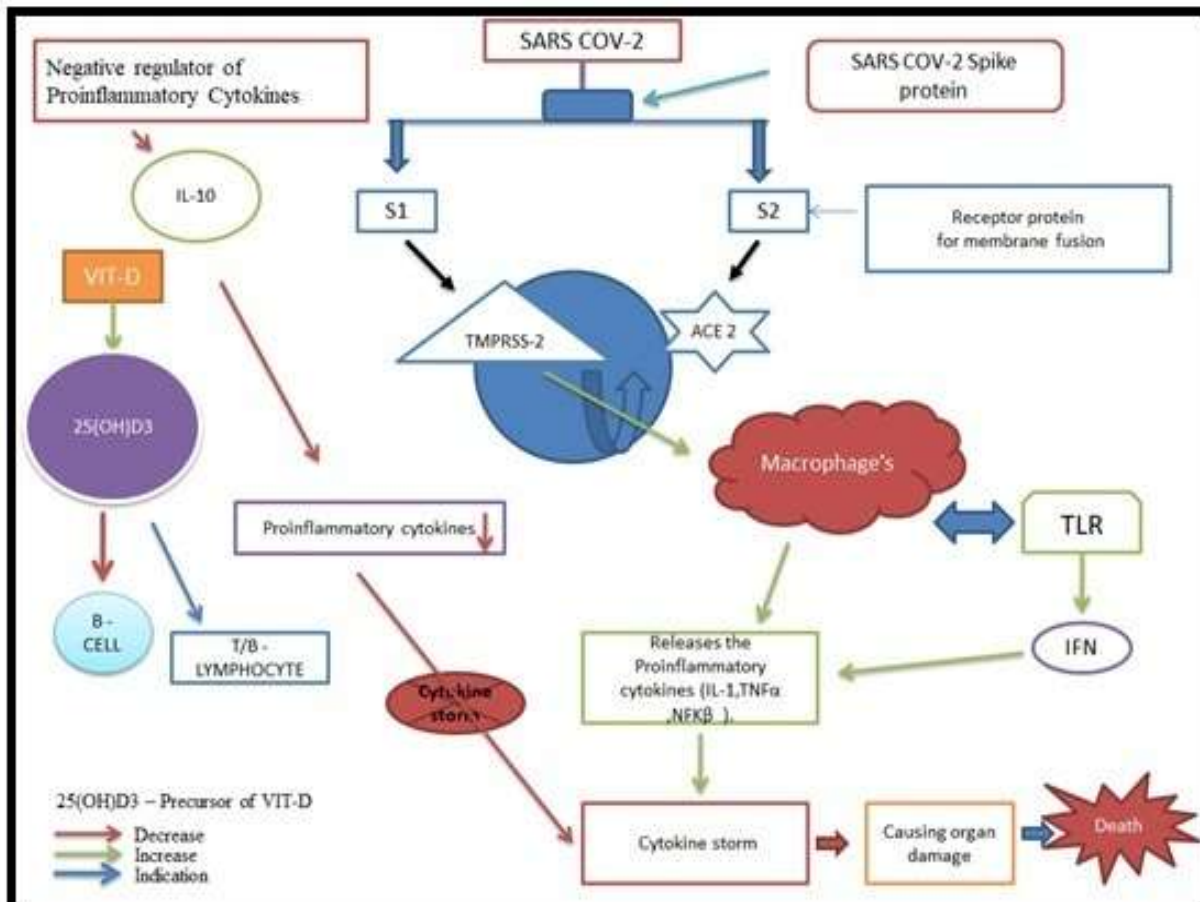 SARS COV-2
Negative regulator of
Proinflammatory Cytokines
SARS COV-2 Spike
protein
IL-10
S1
S2
Receptor protein
for membrane fusion
VIT-D
TMPRSS-2
ACE 2
25(OH)D3
Macrophage's
Proinflammatory cytokines
TLR
B -
CELL
T/B -
LYMPHOCYTE
Releases the
Proinflammatory
cytokines (IL-1,TNFα
,NFKβ ).
IFN
Cytokine
storm
25(OH)D3 – Precursor of VIT-D
Decrease
Increase
Indication
Cytokine storm
Causing organ
damage
Death